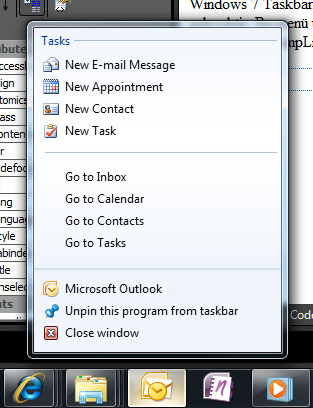 Windows 7 Taskbar
Tasks
New E-mail Message
New Appointment
New Contact
New Task
Go to Inbox
Go to Calendar
Go to Contacts
Go to Tasks
Microsoft Outlook
Unpin this program from taskbar
Close window
Code